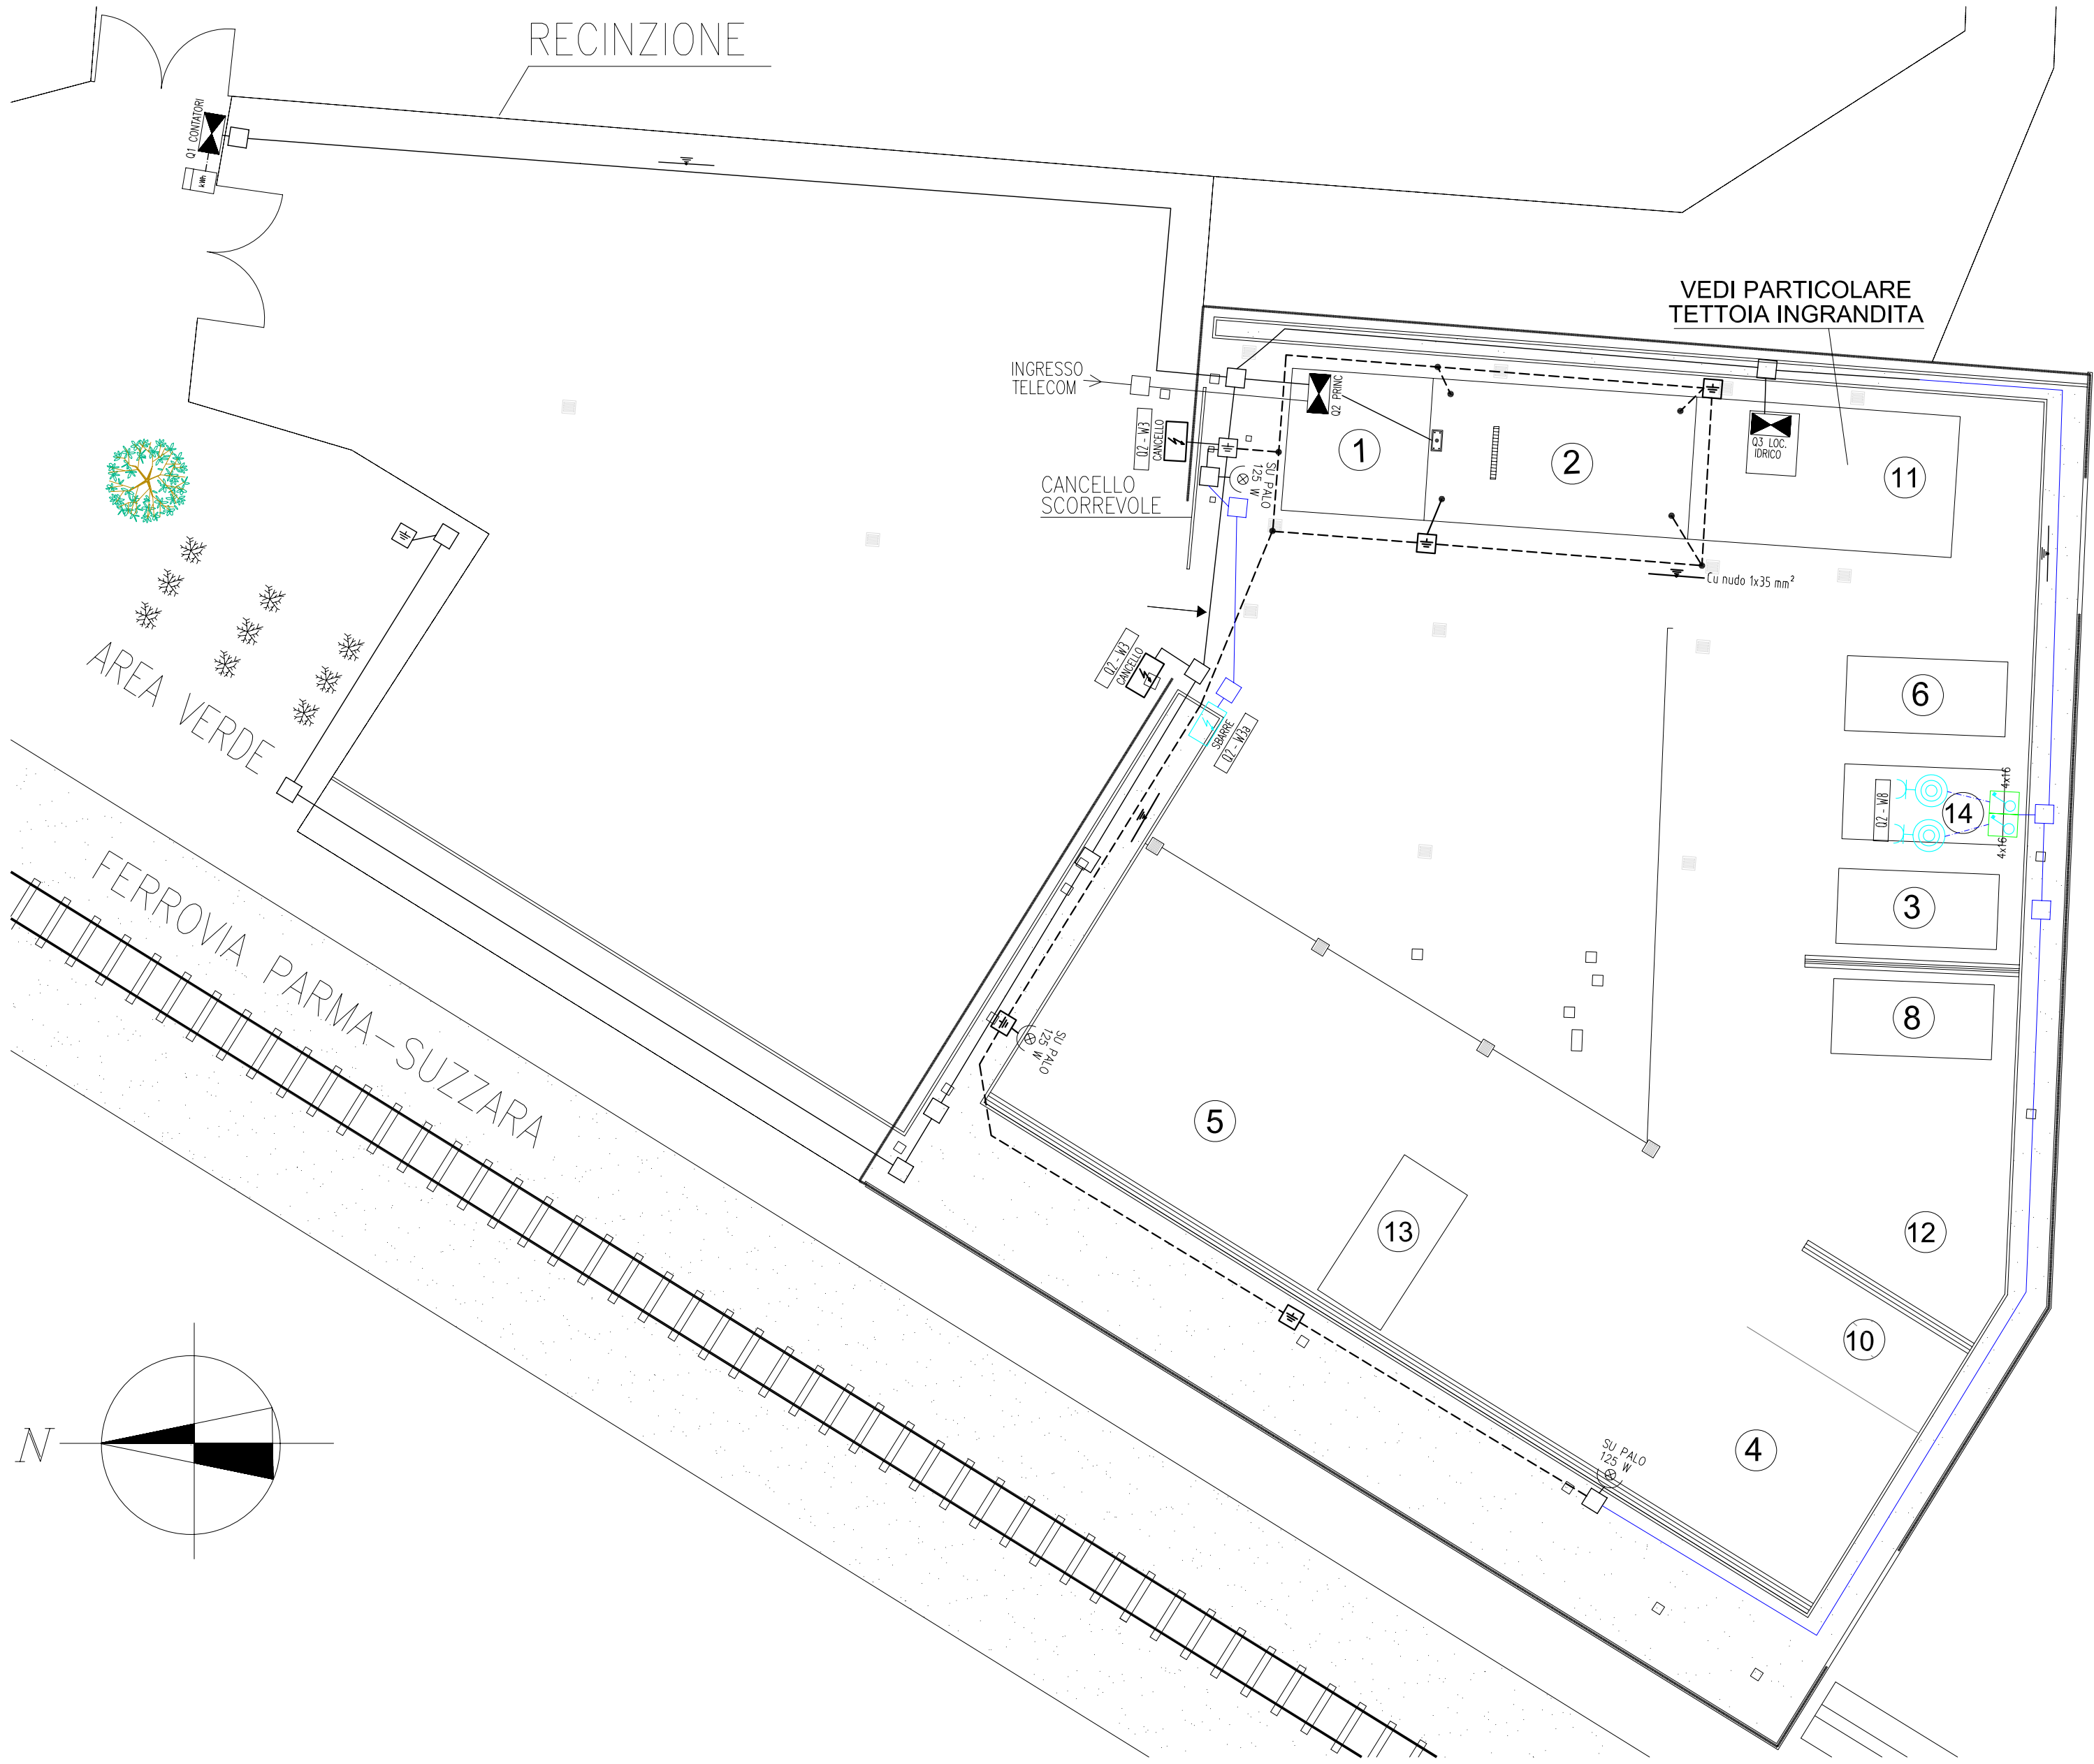 RECINZIONE
Q1 CONTATORI
kWh
VEDI PARTICOLARE
TETTOIA INGRANDITA
INGRESSO
TELECOM
Q2 PRINC
Q2 - W3
CANCELLO
SU PALO
125 W
CANCELLO
SCORREVOLE
1
2
Q3 LOC.
IDRICO
11
Cu nudo 1x35 mm²
Q2 - W3
CANCELLO
SBARRE
Q2 - W3a
6
4x16
Q2 - W8
14
4x16
3
8
AREA VERDE
FERROVIA PARMA-SUZZARA
SU PALO
125 W
5
13
12
10
4
SU PALO
125 W
N